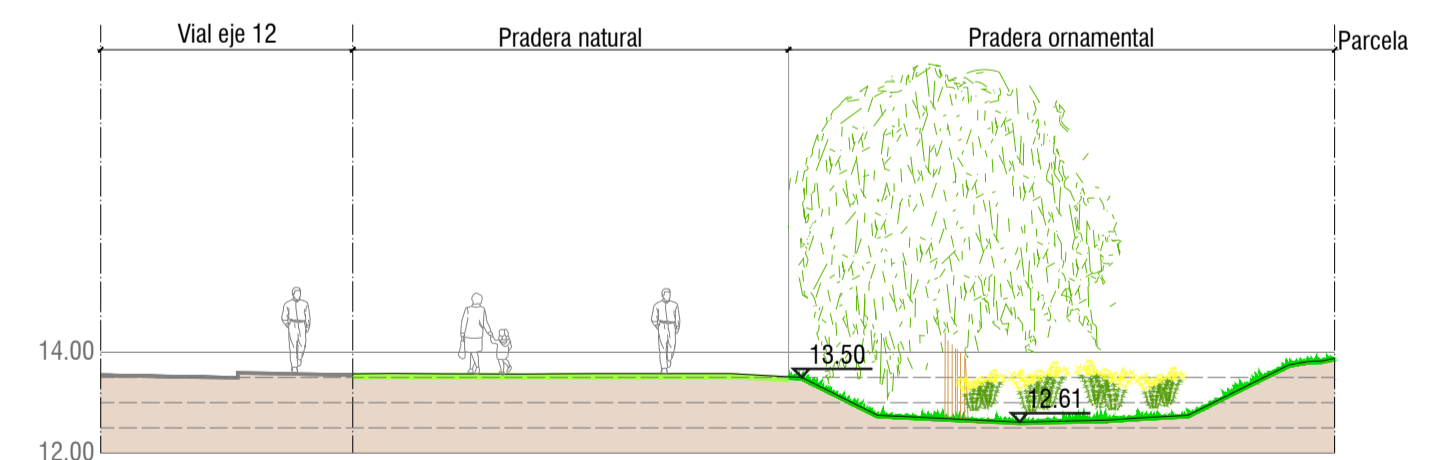 Vial eje 12
Pradera natural
Pradera ornamental
Parcela
14.00
13.50
12.61
12.00